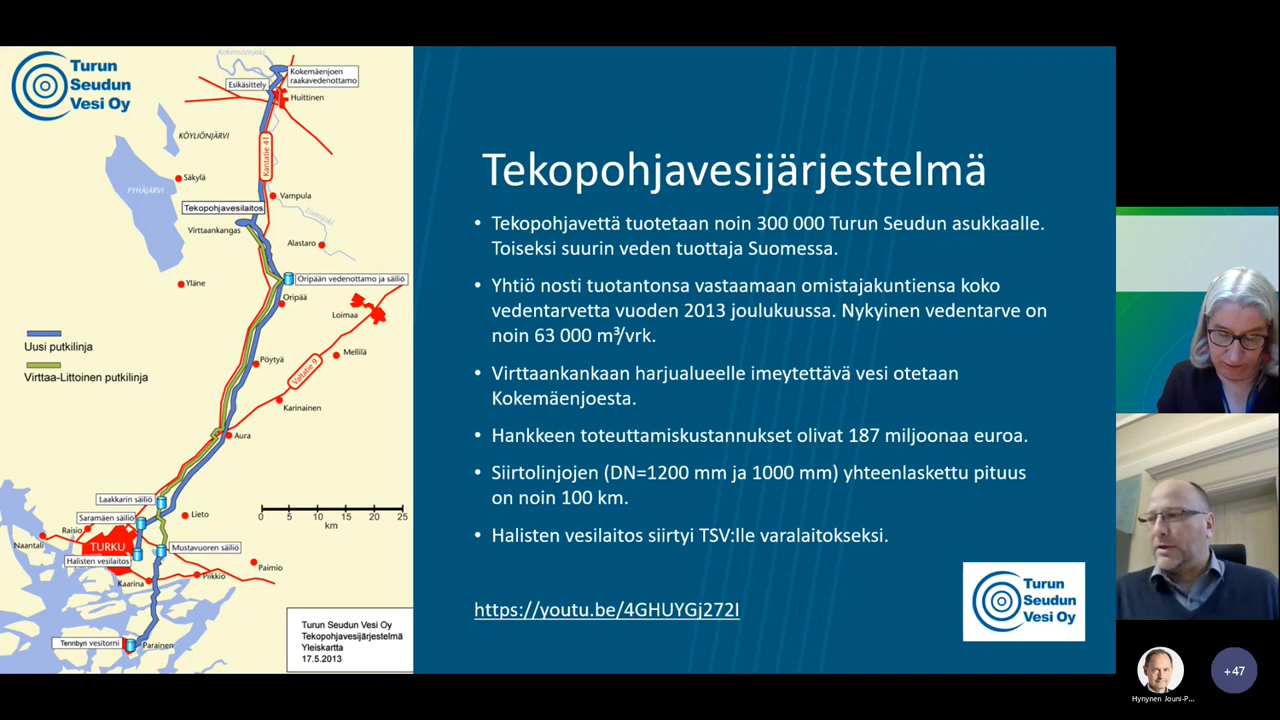 Turun
Seudun
Vesi Oy
Kokemäenjoki
Kokemäenjoen
raakavedenottamo
Esikäsittely
Huittinen
KÖYLIÖNJÄRVI
Kantatie 41
Säkylä
PYHÄJÄRVI
Vampula
Tekopohjavesilaitos
Loimijoki
Virttaankangas
Alastaro
Yläne
Oripään vedenottamo ja säiliö
Oripää
Loimaa
Uusi putkilinja
Mellilä
Pöytyä
Virttaa-Littoinen putkilinja
Valtatie 9
Karinainen
Aura
Laakkarin säiliö
Saramäen säiliö
Lieto
0 5 10 15 20 25
km
Raisio
Naantali
TURKU
Mustavuoren säiliö
Halisten vesilaitos
Paimio
Kaarina
Piikkiö
Tennbyn vesitorni
Parainen
Turun Seudun Vesi Oy
Tekopohjavesijärjestelmä
Yleiskartta
17.5.2013
Tekopohjavesijärjestelmä
• Tekopohjavettä tuotetaan noin 300 000 Turun Seudun asukkaalle.
Toiseksi suurin veden tuottaja Suomessa.
• Yhtiö nosti tuotantonsa vastaamaan omistajakuntiensa koko
vedentarvetta vuoden 2013 joulukuussa. Nykyinen vedentarve on
noin 63 000 m³/vrk.
• Virttaankankaan harjualueelle imeytettävä vesi otetaan
Kokemäenjoesta.
• Hankkeen toteuttamiskustannukset olivat 187 miljoonaa euroa.
• Siirtolinjojen (DN=1200 mm ja 1000 mm) yhteenlaskettu pituus
on noin 100 km.
• Halisten vesilaitos siirtyi TSV:lle varalaitokseksi.
https://youtu.be/4GHUYGj272I
Turun
Seudun
Vesi Oy
Hynynen Jouni-P...
+47